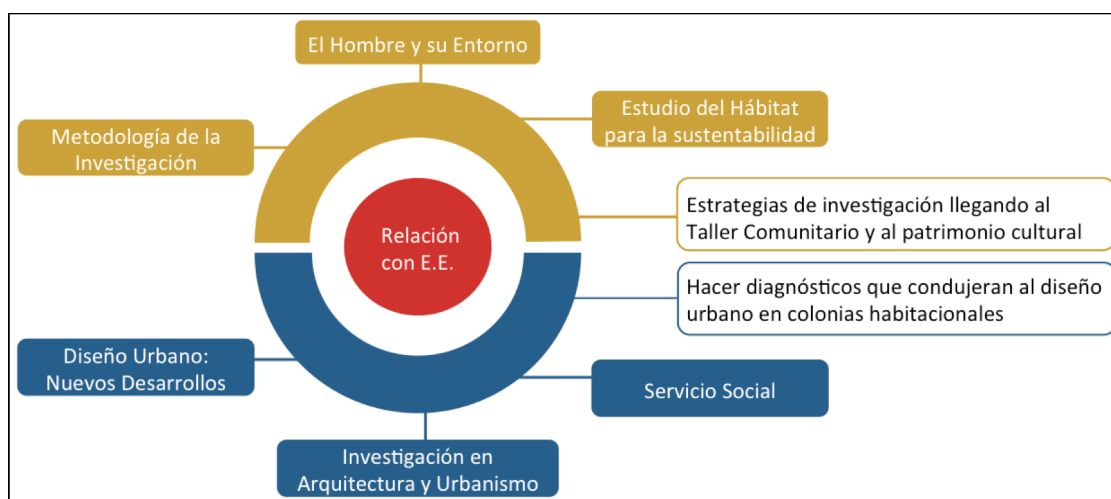 El Hombre y su Entorno
Estudio del Hábitat
para la sustentabilidad
Metodología de la
Investigación
Estrategias de investigación llegando al
Taller Comunitario y al patrimonio cultural
Relación
con E.E.
Hacer diagnósticos que condujeran al diseño
urbano en colonias habitacionales
Diseño Urbano:
Nuevos Desarrollos
Servicio Social
Investigación en
Arquitectura y Urbanismo